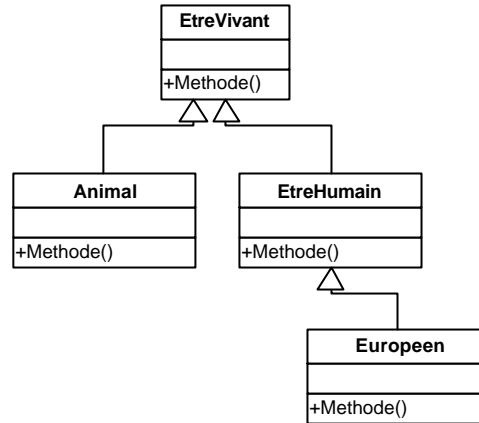 EtreVivant
+Methode()
Animal
EtreHumain
+Methode()
+Methode()
Europeen
+Methode()